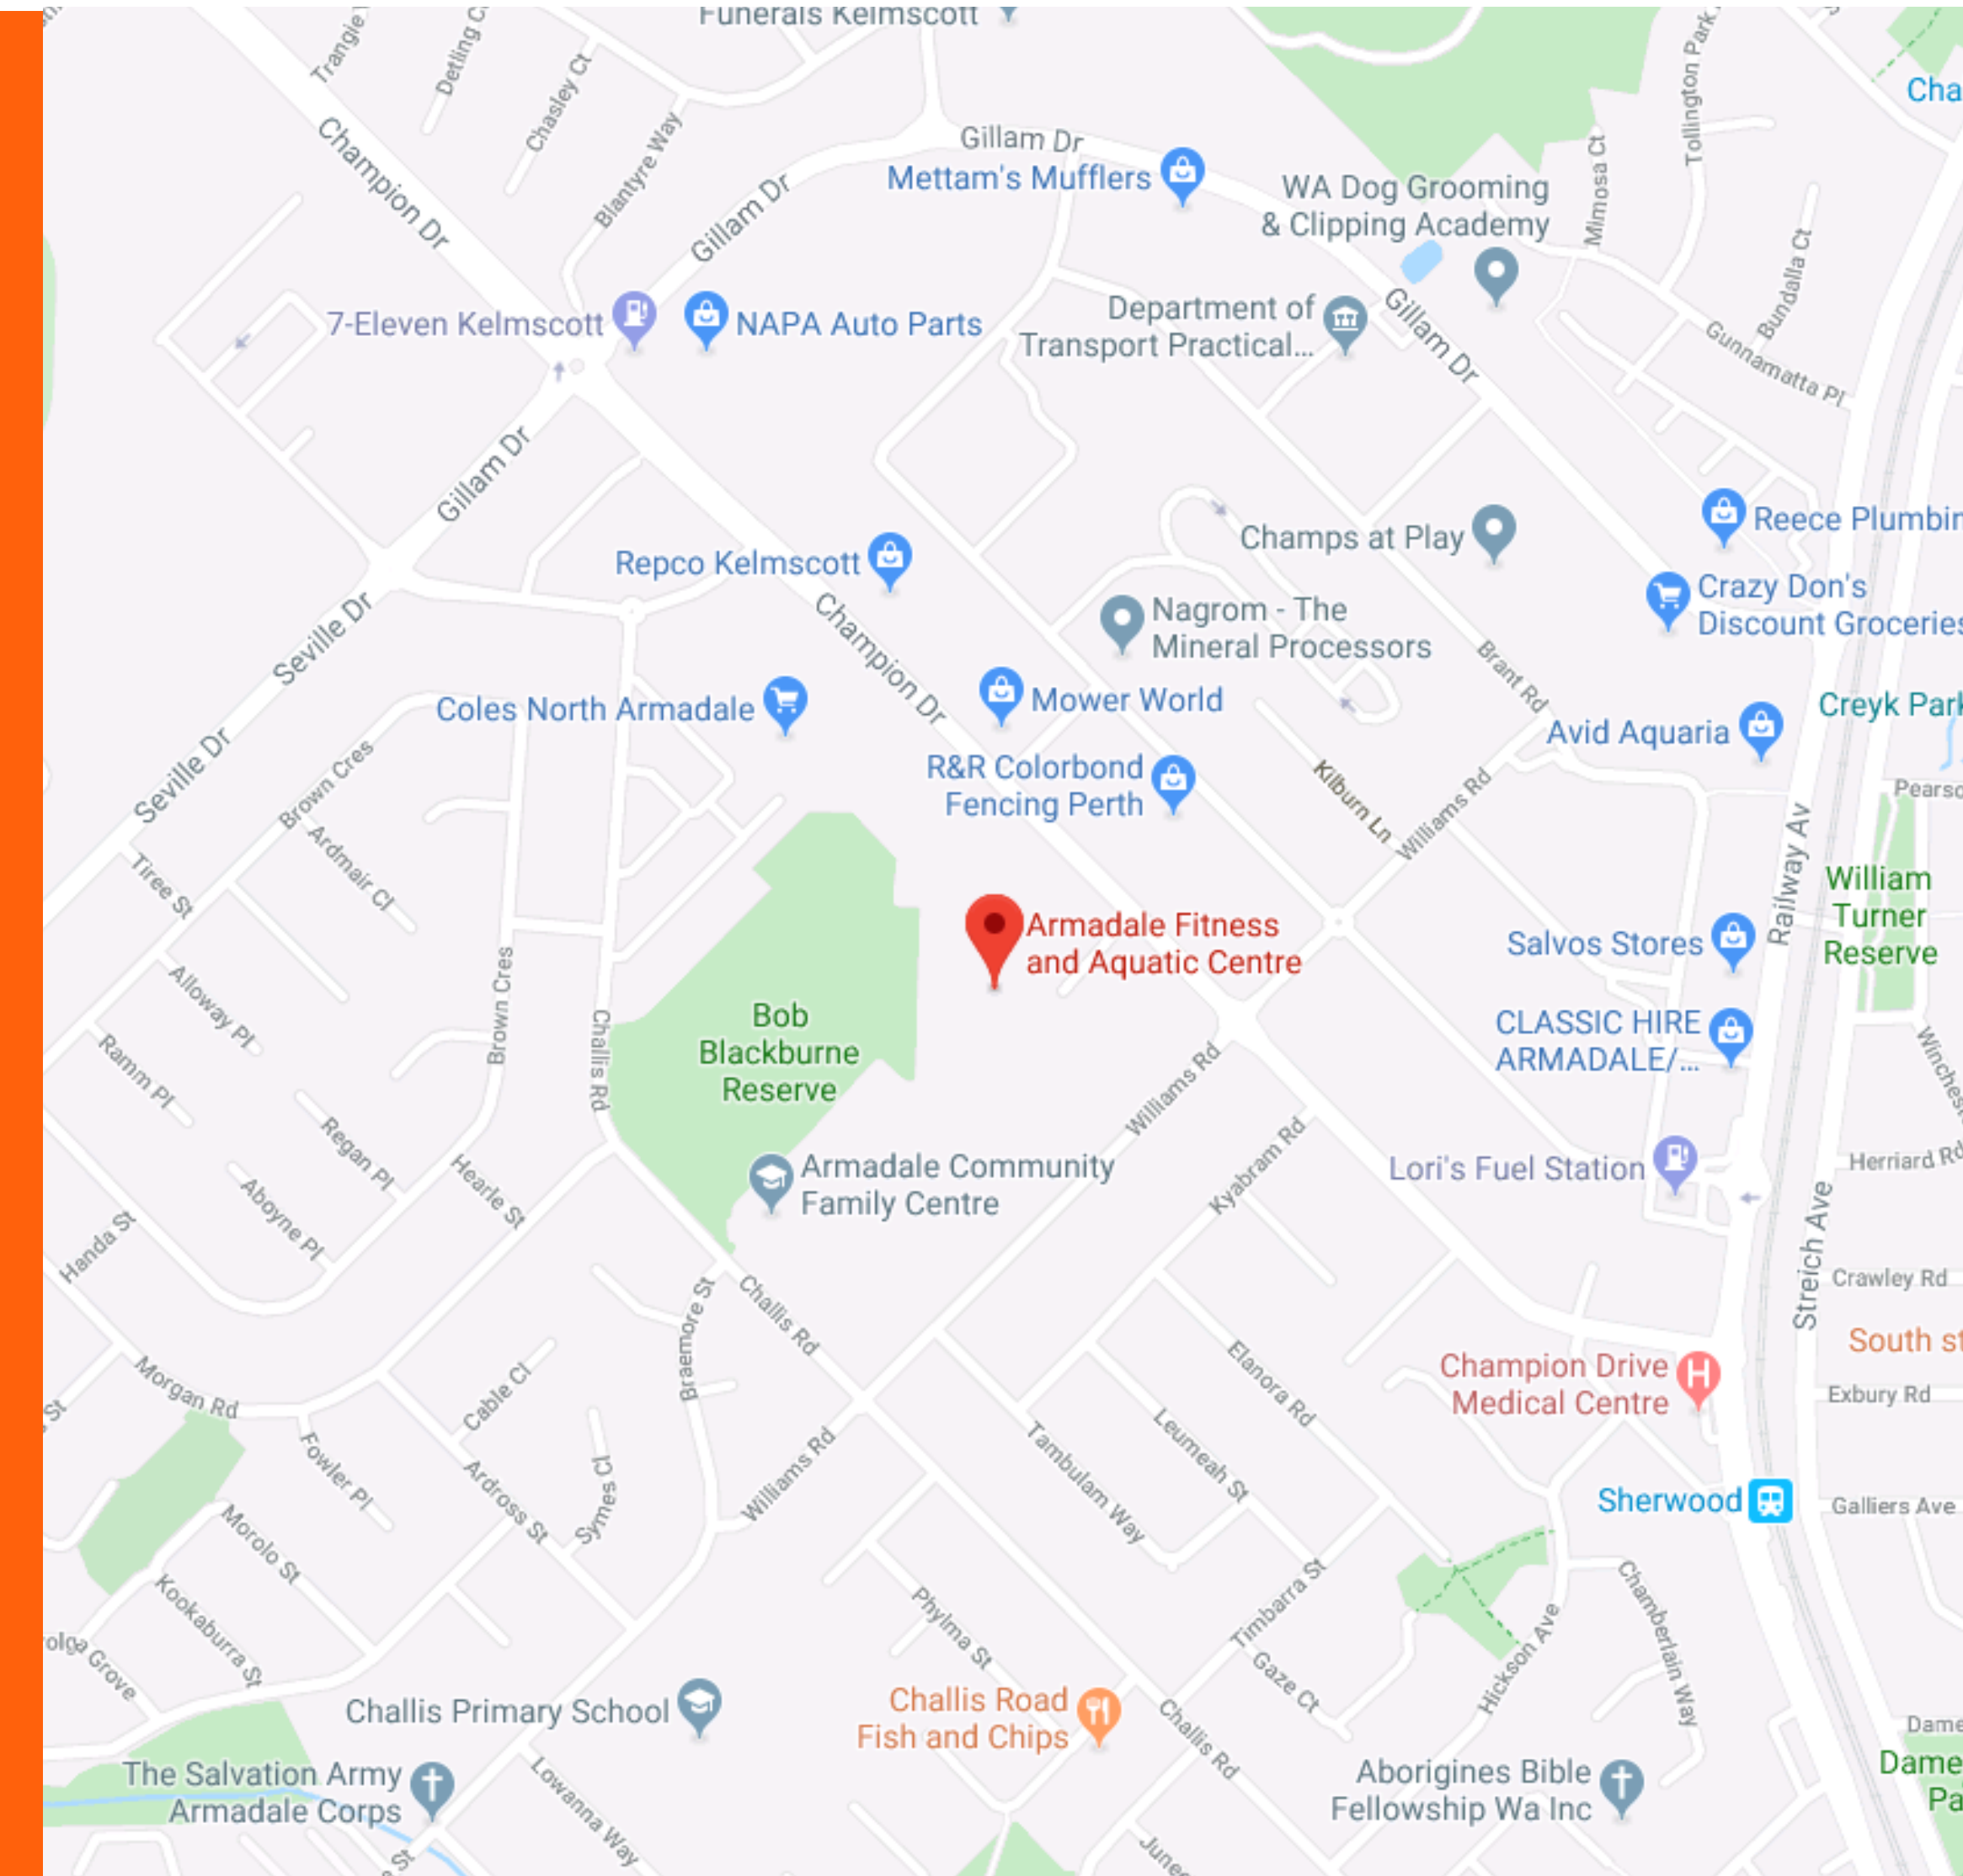 Funerals Kelmscott
Trangie
Detling C
Chasley Ct
Blantyre Way
Champion Dr
Gillam Dr
Gillam Dr
Mettam's Mufflers
WA Dog Grooming
& Clipping Academy
Mimosa Ct
Tollington Park
Cha
Bundalla Ct
Gunnamatta Pl
7-Eleven Kelmscott
NAPA Auto Parts
Department of
Transport Practical...
Gillam Dr
Gillam Dr
Repco Kelmscott
Champs at Play
Reece Plumbin
Crazy Don's
Discount Groceries
Nagrom - The
Mineral Processors
Seville Dr
Champion Dr
Brant Rd
Coles North Armadale
Mower World
Avid Aquaria
Creyk Park
Seville Dr
Brown Cres
R&R Colorbond
Fencing Perth
Kilburn Ln
Williams Rd
Pearso
Railway Av
Tiree St
Ardmair Cl
William
Turner
Reserve
Armadale Fitness
and Aquatic Centre
Salvos Stores
Alloway Pl
Brown Cres
Challis Rd
Bob
Blackburne
Reserve
CLASSIC HIRE
ARMADALE/...
Winches
Ramm Pl
Regan Pl
Williams Rd
Kyabram Rd
Armadale Community
Family Centre
Lori's Fuel Station
Herriard Rd
Hearle St
Aboyne Pl
Handa St
Streich Ave
Crawley Rd
Braemore St
Challis Rd
South st
Elanora Rd
Champion Drive
Medical Centre
Exbury Rd
Morgan Rd
St
Cable Cl
Leumeah St
Tambulam Way
Fowler Pl
Ardross St
Symes Cl
Williams Rd
Sherwood
Galliers Ave
Morolo St
Kookaburra St
Phylma St
Timbarra St
Gaze Ct
Hickson Ave
Chamberlain Way
olga Grove
Challis Primary School
Challis Road
Fish and Chips
Challis Rd
Dame
Dame
Pa
The Salvation Army
Armadale Corps
Lowanna Way
Aborigines Bible
Fellowship Wa Inc
Junee
St